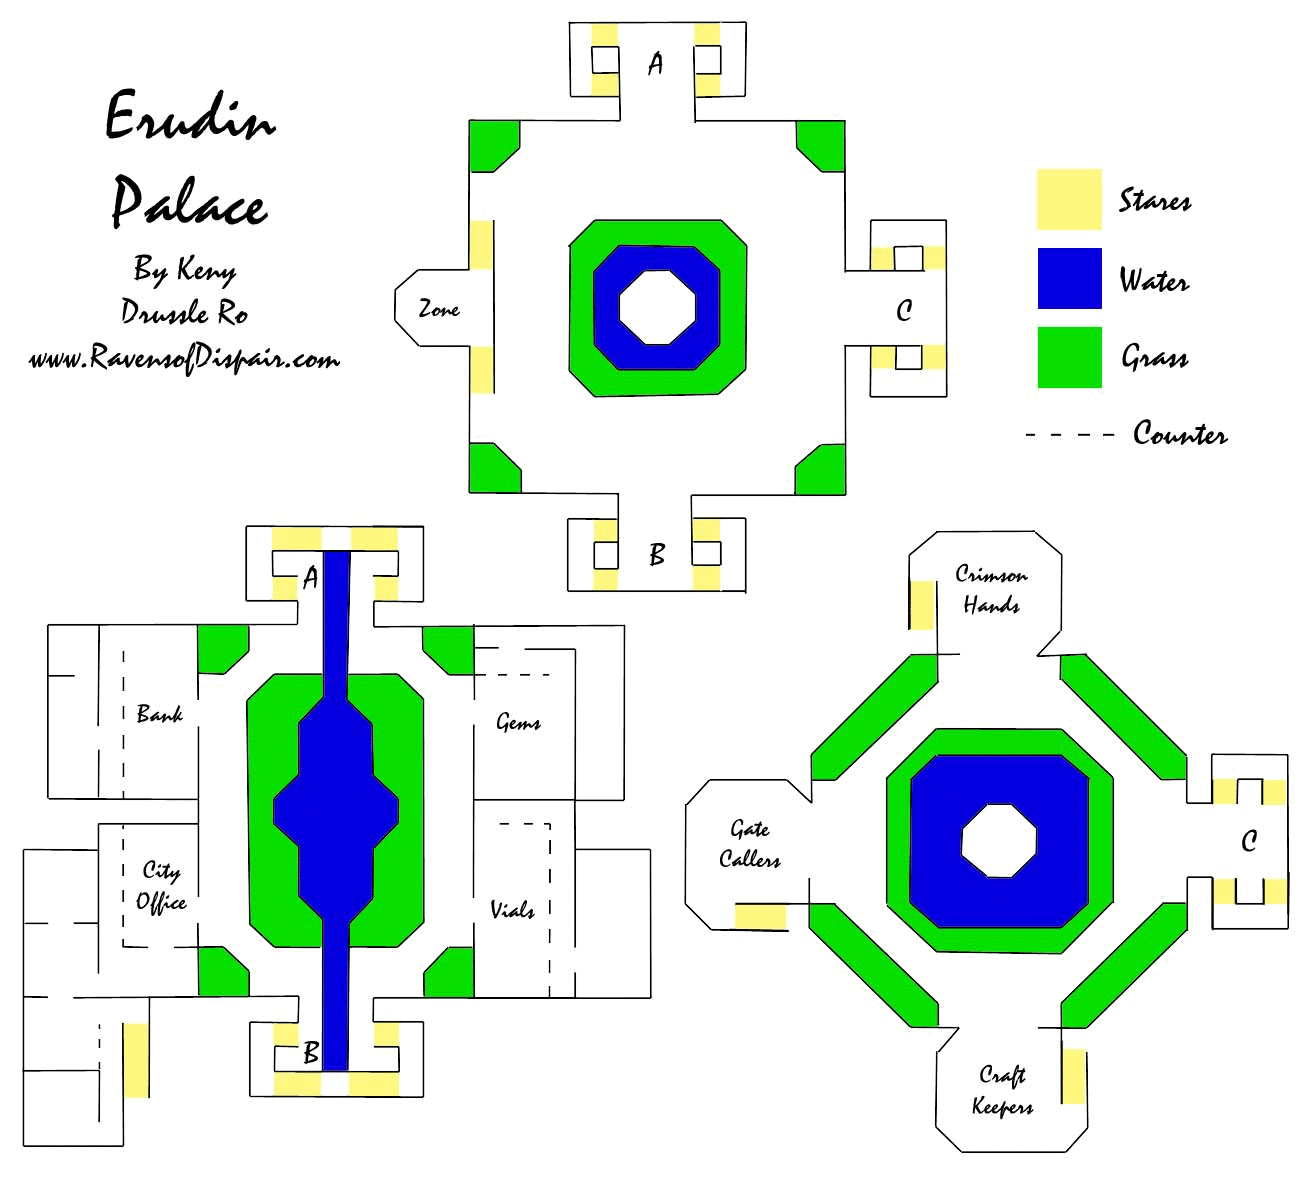 Erudin
Palace
By Keny
Drussle Ro
www.RavensofDispair.com
A
Zone
C
B
Stares
Water
Grass
Counter
A
Bank
Gems
City
Office
Vials
B
Crimson
Hands
Gate
Callers
C
Craft
Keepers